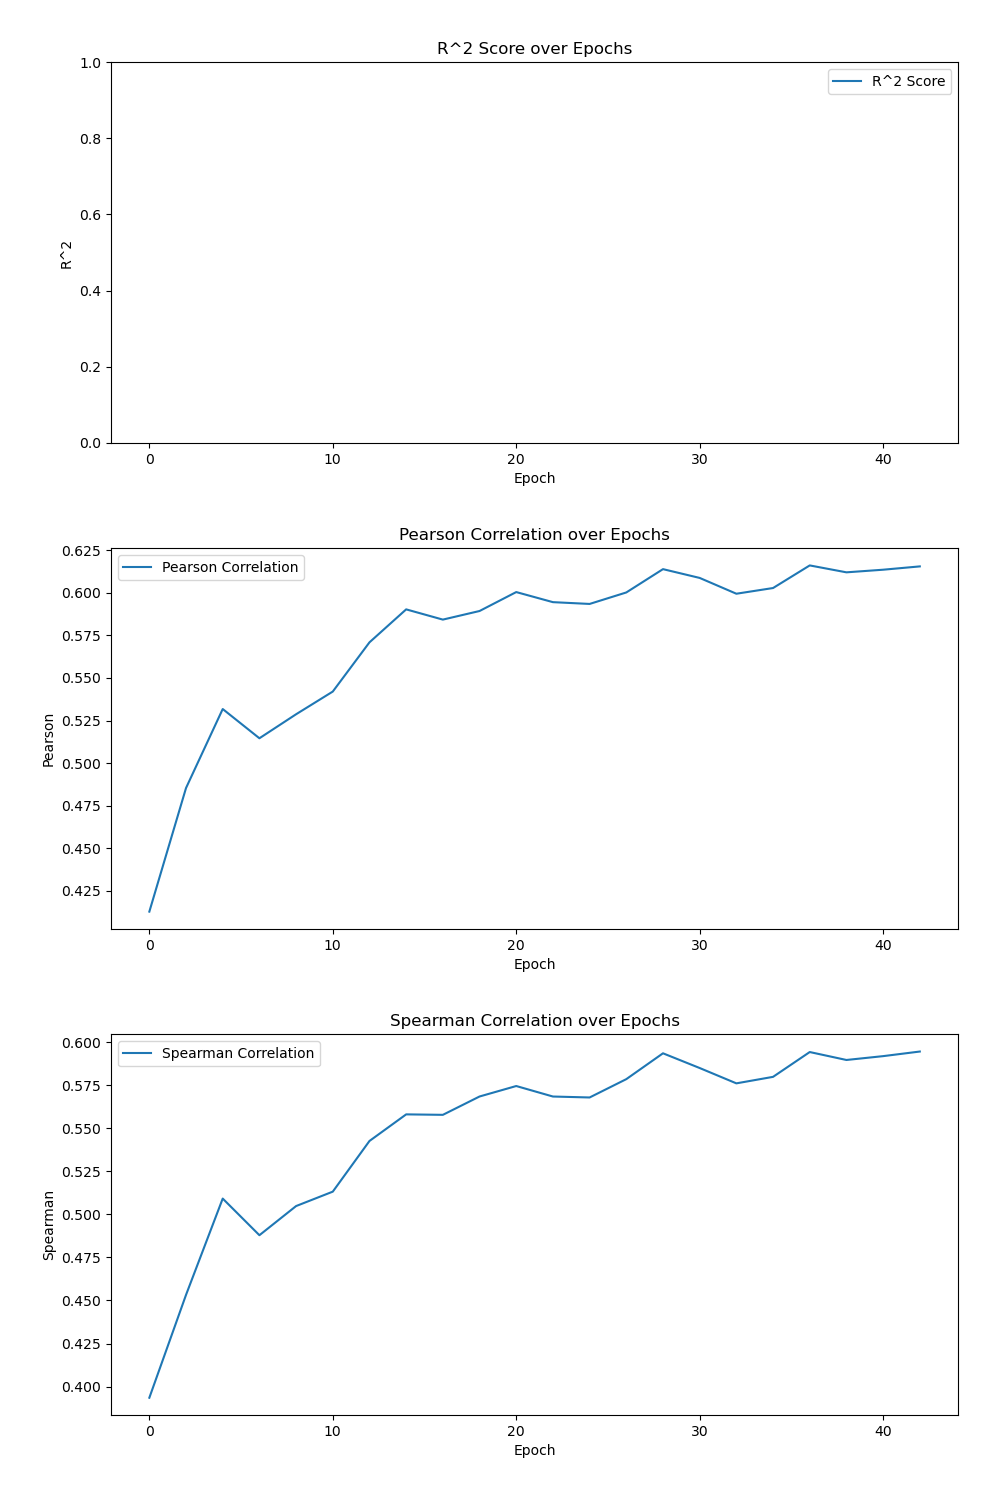 R^2 Score over Epochs
1.0
R^2 Score
0.8
0.6
R^2
0.4
0.2
0.0
0 10 20 30 40
Epoch
Pearson Correlation over Epochs
0.625
Pearson Correlation
0.600
0.575
0.550
0.525
Pearson
0.500
0.475
0.450
0.425
0 10 20 30 40
Epoch
Spearman Correlation over Epochs
0.600
Spearman Correlation
0.575
0.550
0.525
0.500
Spearman
0.475
0.450
0.425
0.400
0 10 20 30 40
Epoch